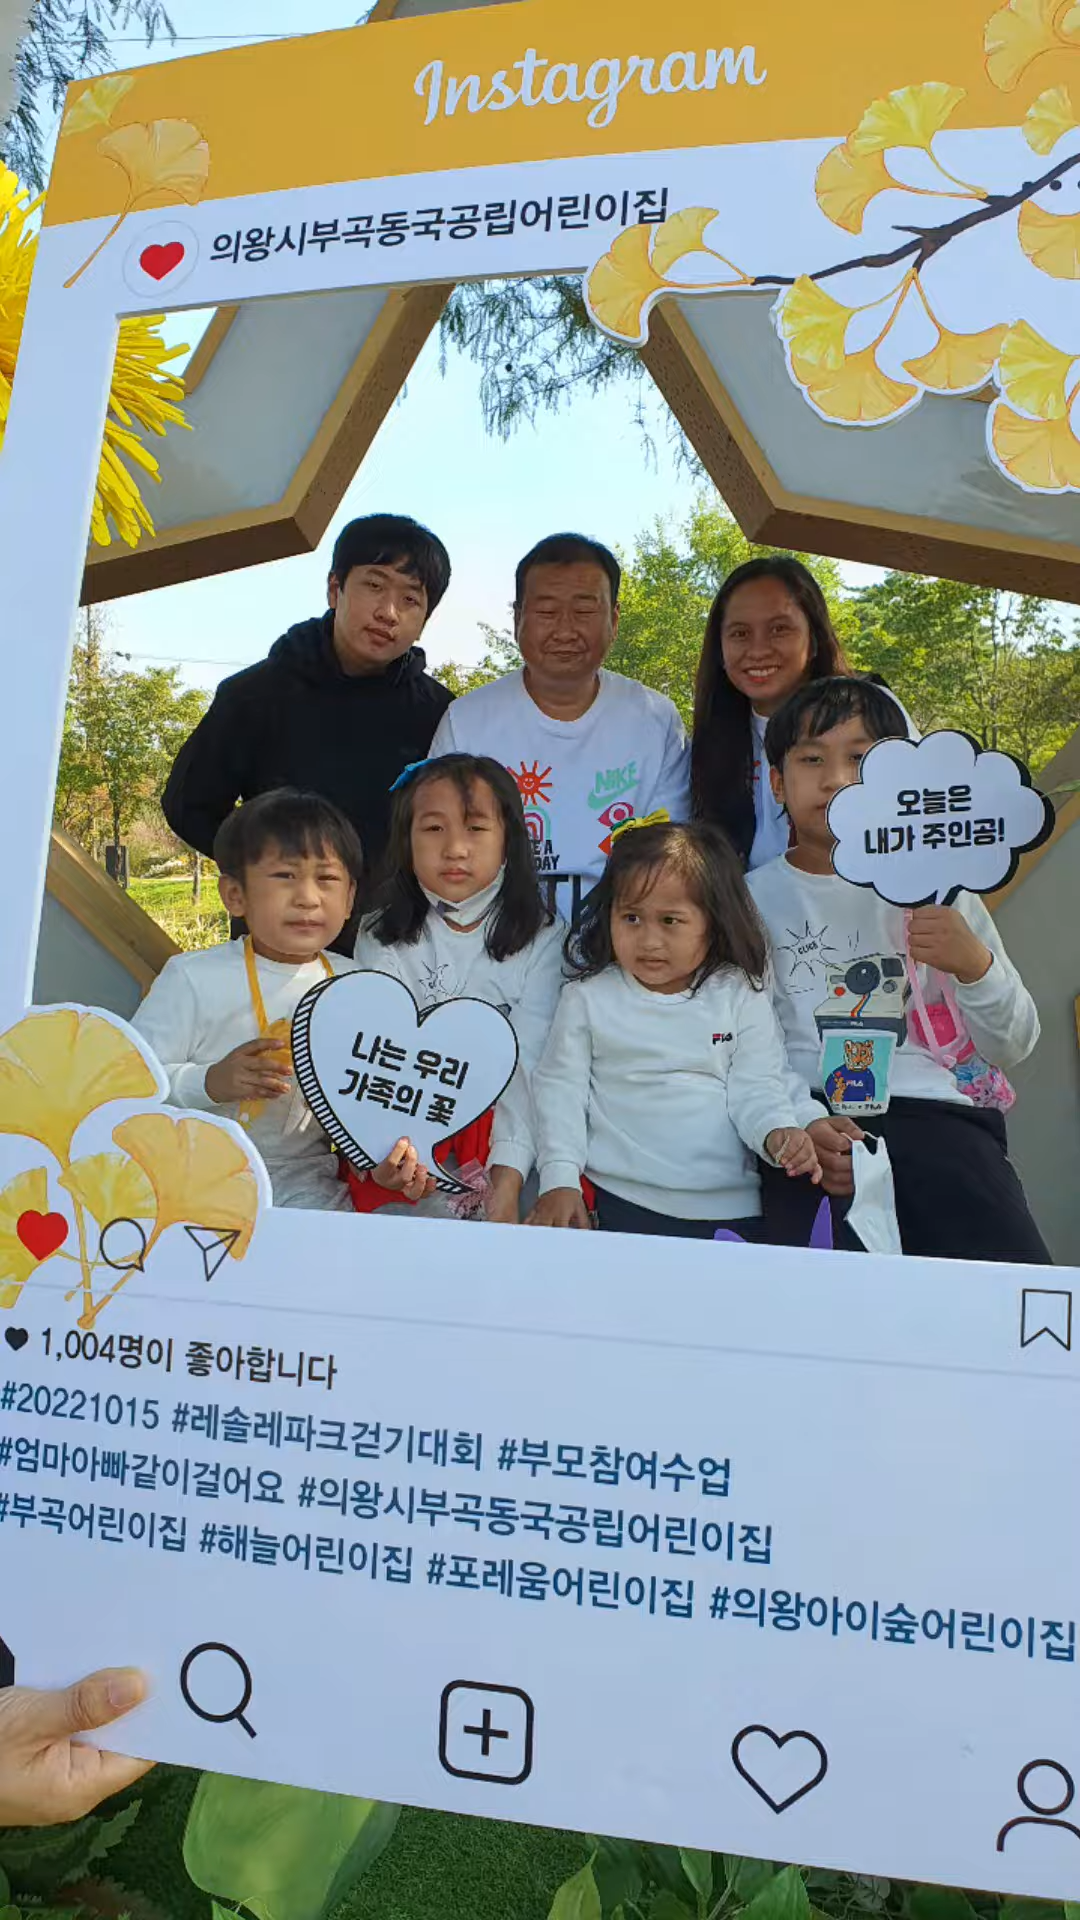 Instagram
의왕시부곡동국공립어린이집
NIKE
오늘은
내가 주인공!
CLICK
FILA
FILA
나는 우리
가족의 꽃
1,004명이 좋아합니다
#20221015 #레솔레파크걷기대회 #부모참여수업
#엄마아빠같이걸어요 #의왕시부곡동국공립어린이집
#부곡어린이집 #해늘어린이집 #포레움어린이집 #의왕아이숲어린이집